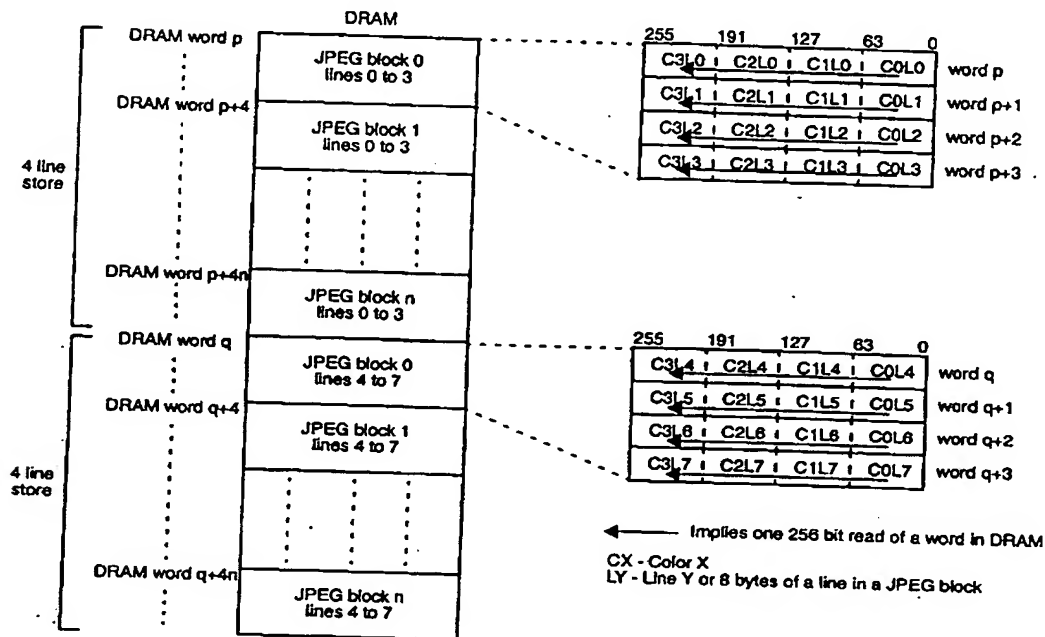 DRAM
DRAM word p
JPEG block 0
lines 0 to 3
DRAM word p+4
JPEG block 1
lines 0 to 3
4 line
store
DRAM word p+4n
JPEG block n
lines 0 to 3
DRAM word q
JPEG block 0
lines 4 to 7
DRAM word q+4
JPEG block 1
lines 4 to 7
4 line
store
DRAM word q+4n
JPEG block n
lines 4 to 7
255 191 127 63 0
C3L0 C2L0 C1L0 C0L0 word p
C3L1 C2L1 C1L1 C0L1 word p+1
C3L2 C2L2 C1L2 C0L2 word p+2
C3L3 C2L3 C1L3 C0L3 word p+3
255 191 127 63 0
C3L4 C2L4 C1L4 C0L4 word q
C3L5 C2L5 C1L5 C0L5 word q+1
C3L6 C2L6 C1L6 C0L6 word q+2
C3L7 C2L7 C1L7 C0L7 word q+3
Implies one 256 bit read of a word in DRAM
CX - Color X
LY - Line Y or 8 bytes of a line in a JPEG block